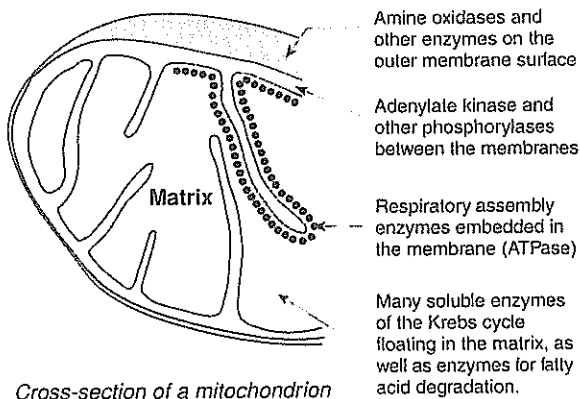 Amine oxidases and
other enzymes on the
outer membrane surface
Adenylate kinase and
other phosphorylases
between the membranes
Matrix
Respiratory assembly
enzymes embedded in
the membrane (ATPase)
Many soluble enzymes
of the Krebs cycle
floating in the matrix, as
well as enzymes for fatty
acid degradation.
Cross-section of a mitochondrion